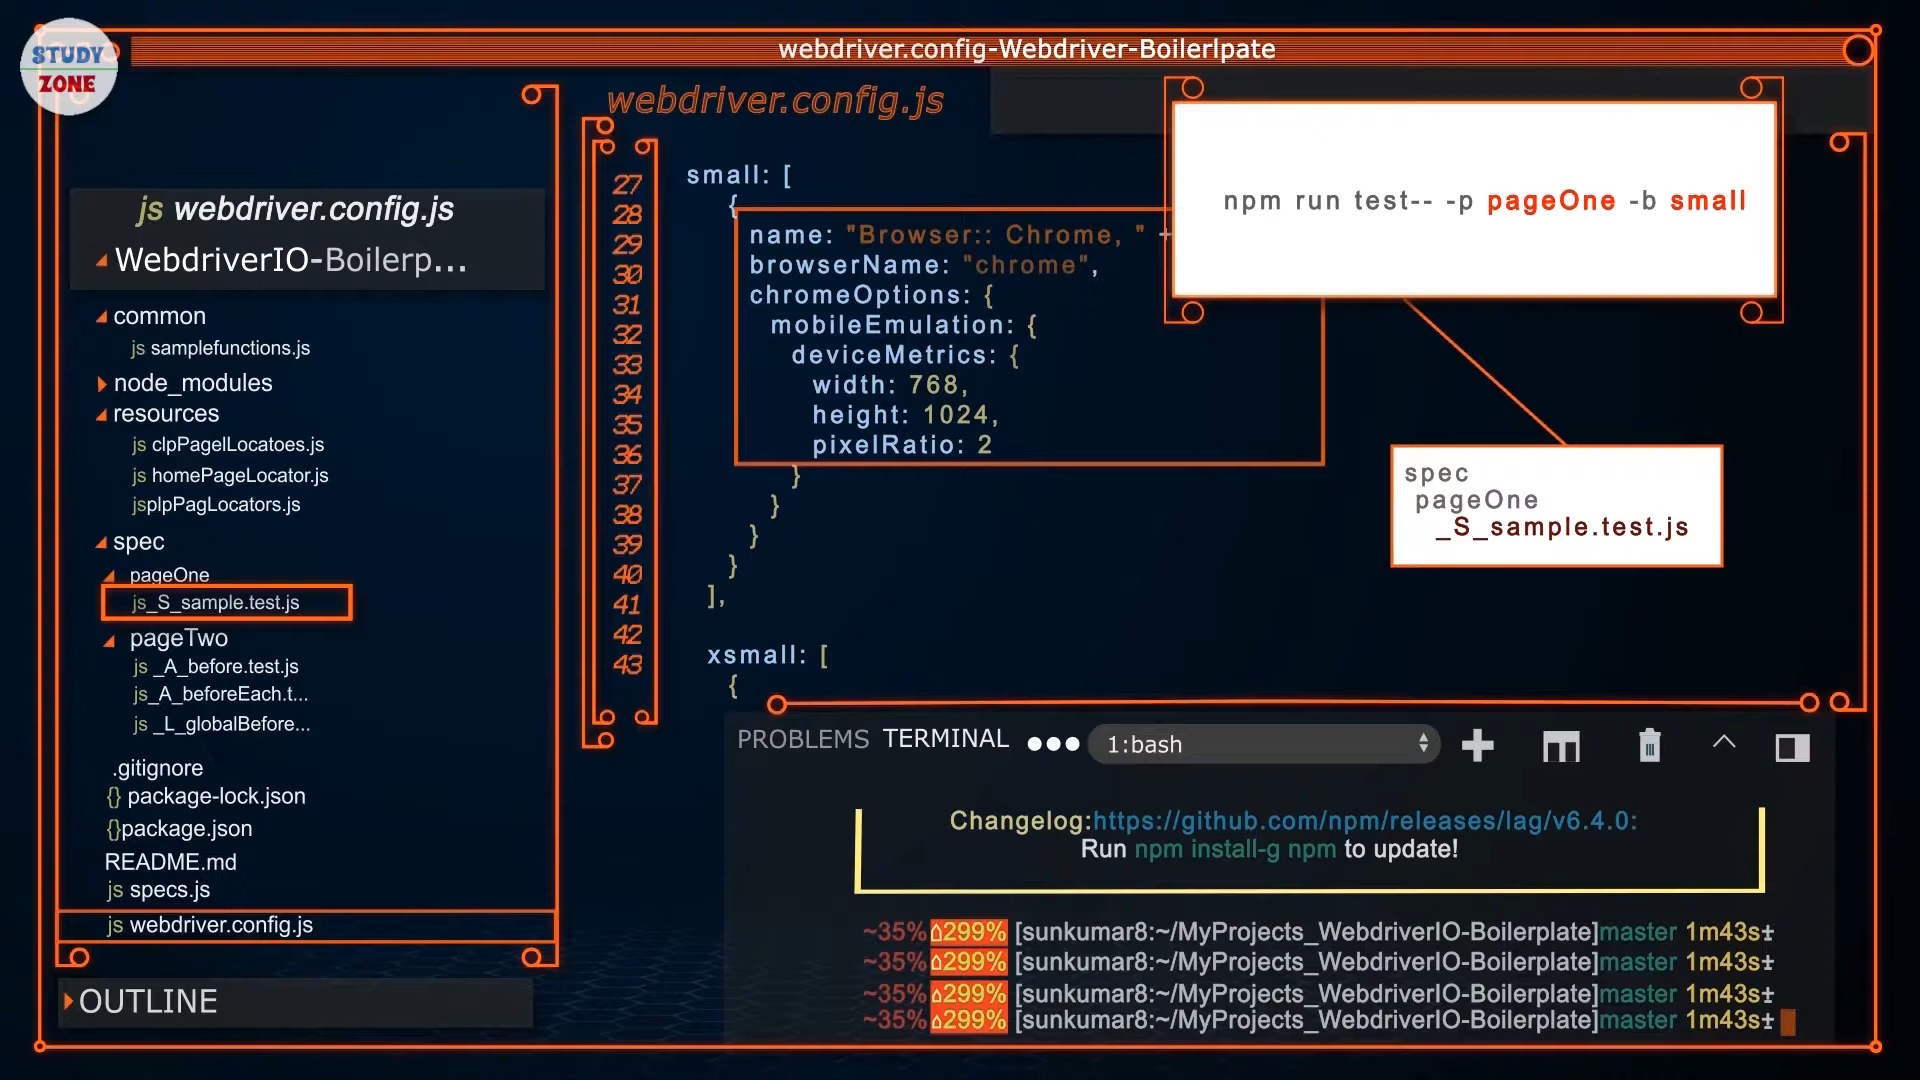 STUDY
ZONE
webdriver.config-Webdriver-Boilerlpate
js webdriver.config.js
WebdriverIO-Boilerp...
common
js samplefunctions.js
node_modules
resources
js clpPagelLocatoes.js
js homePageLocator.js
jsplpPagLocators.js
spec
pageOne
js_S_sample.test.js
pageTwo
js _A_before.test.js
js_A_beforeEach.t...
js _L_globalBefore...
.gitignore
{} package-lock.json
{}package.json
README.md
js specs.js
js webdriver.config.js
OUTLINE
webdriver.config.js
27
28
29
30
31
32
33
34
35
36
37
38
39
40
41
42
43
small: [
{
name: "Browser:: Chrome, " +
browserName: "chrome",
chromeOptions: {
mobileEmulation: {
deviceMetrics: {
width: 768,
height: 1024,
pixelRatio: 2
}
}
}
}
],
xsmall: [
{
npm run test-- -p pageOne -b small
spec
pageOne
_S_sample.test.js
PROBLEMS TERMINAL ●●● 1:bash
Changelog:https://github.com/npm/releases/lag/v6.4.0:
Run npm install-g npm to update!
~35% ⌂299% [sunkumar8:~/MyProjects_WebdriverIO-Boilerplate]master 1m43s±
~35% ⌂299% [sunkumar8:~/MyProjects_WebdriverIO-Boilerplate]master 1m43s±
~35% ⌂299% [sunkumar8:~/MyProjects_WebdriverIO-Boilerplate]master 1m43s±
~35% ⌂299% [sunkumar8:~/MyProjects_WebdriverIO-Boilerplate]master 1m43s±